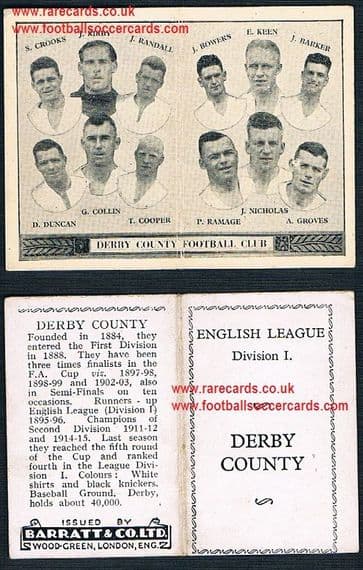 www.rarecards.co.uk
www.footballsoccercards.com
S. CROOKS
J. KIRBY
J. RANDALL
J. BOWERS
E. KEEN
J. BARKER
D. DUNCAN
G. COLLIN
T. COOPER
P. RAMAGE
J. NICHOLAS
A. GROVES
DERBY COUNTY FOOTBALL CLUB
DERBY COUNTY
Founded in 1884, they
entered the First Division
in 1888. They have been
three times finalists in the
F.A. Cup viz. 1897-98,
1898-99 and 1902-03, also
in Semi-Finals on ten
occasions. Runners - up
English League (Division I)
1895-96. Champions of
Second Division 1911-12
and 1914-15. Last season
they reached the fifth round
of the Cup and ranked
fourth in the League Divi-
sion I. Colours: White
shirts and black knickers.
Baseball Ground, Derby,
holds about 40,000.
ISSUED BY
BARRATT & CO. LTD.
WOOD-GREEN, LONDON, ENG.
ENGLISH LEAGUE
Division I.
www.rarecards.co.uk
www.footballsoccercards.com
DERBY
COUNTY